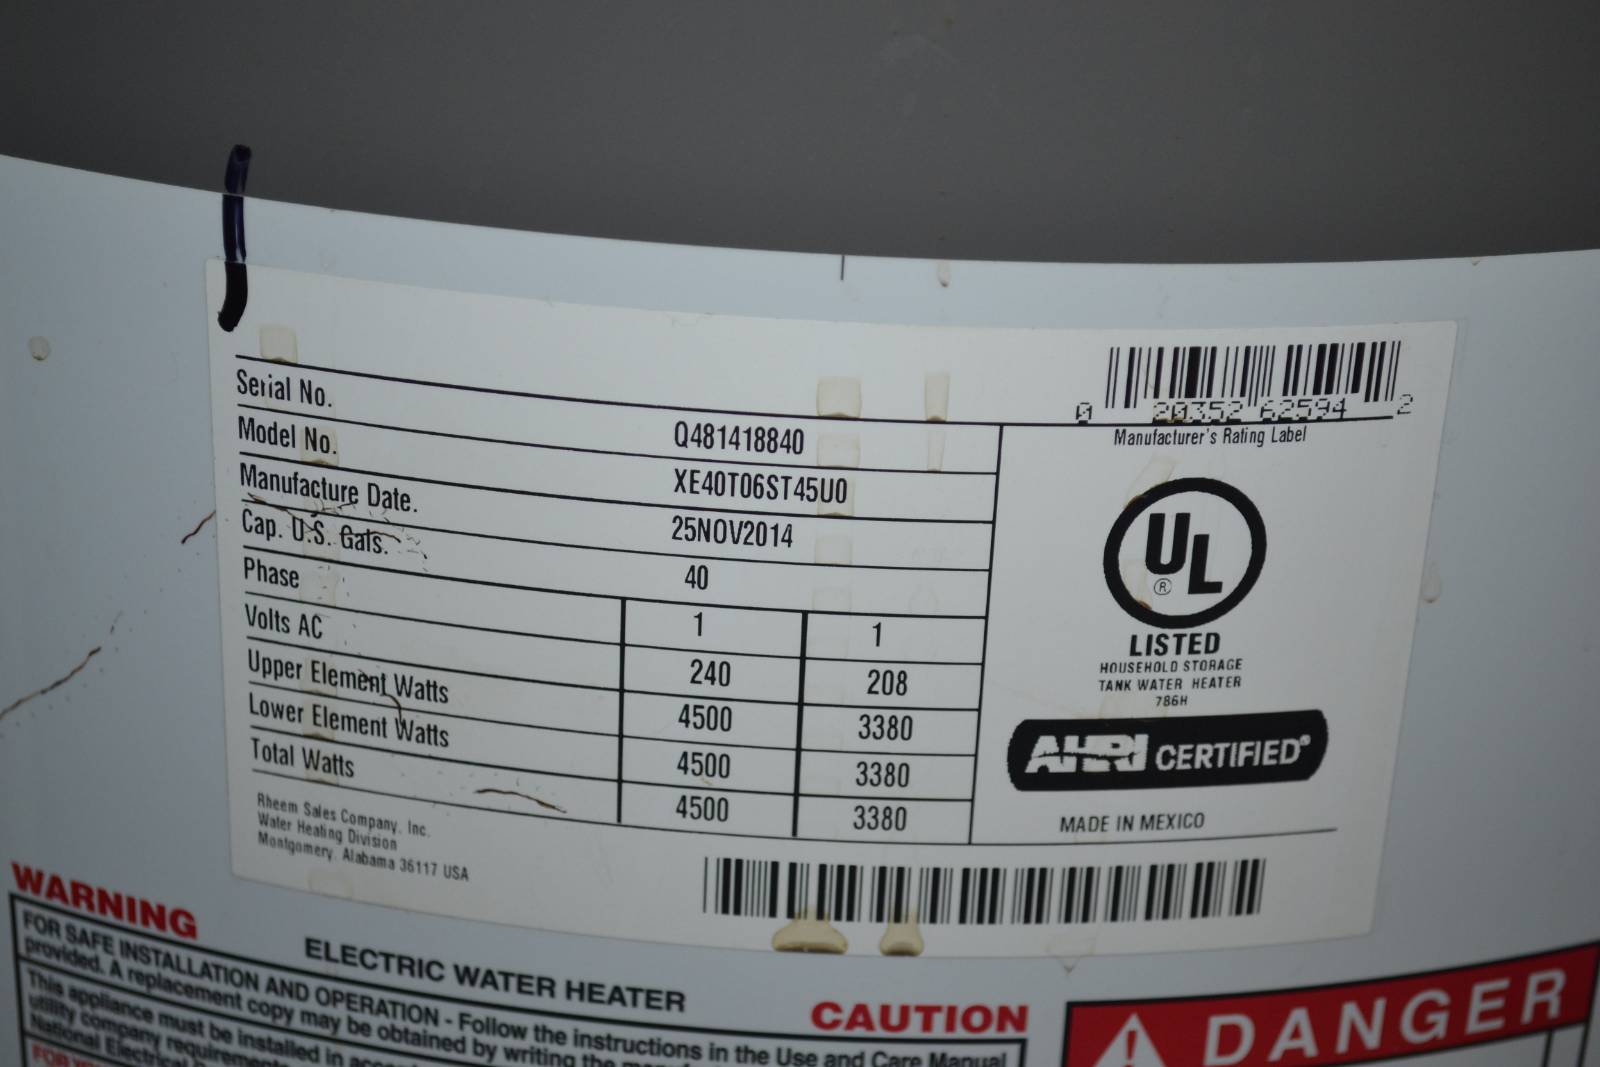 0 20352 62594 2
Manufacturer's Rating Label
Serial No. Q481418840
Model No. XE40T06ST45U0
Manufacture Date. 25NOV2014
Cap. U.S. Gals. 40
Phase 1 1
Volts AC 240 208
Upper Element Watts 4500 3380
Lower Element Watts 4500 3380
Total Watts 4500 3380
Rheem Sales Company, Inc.
Water Heating Division
Montgomery, Alabama 36117 USA
UL
®
LISTED
HOUSEHOLD STORAGE
TANK WATER HEATER
786H
AHRI CERTIFIED®
MADE IN MEXICO
ELECTRIC WATER HEATER
WARNING
FOR SAFE INSTALLATION AND OPERATION - Follow the instructions in the Use and Care Manual
provided. A replacement copy may be obtained by writing the
This appliance must be installed in
utility company
National
FOR
CAUTION
DANGER